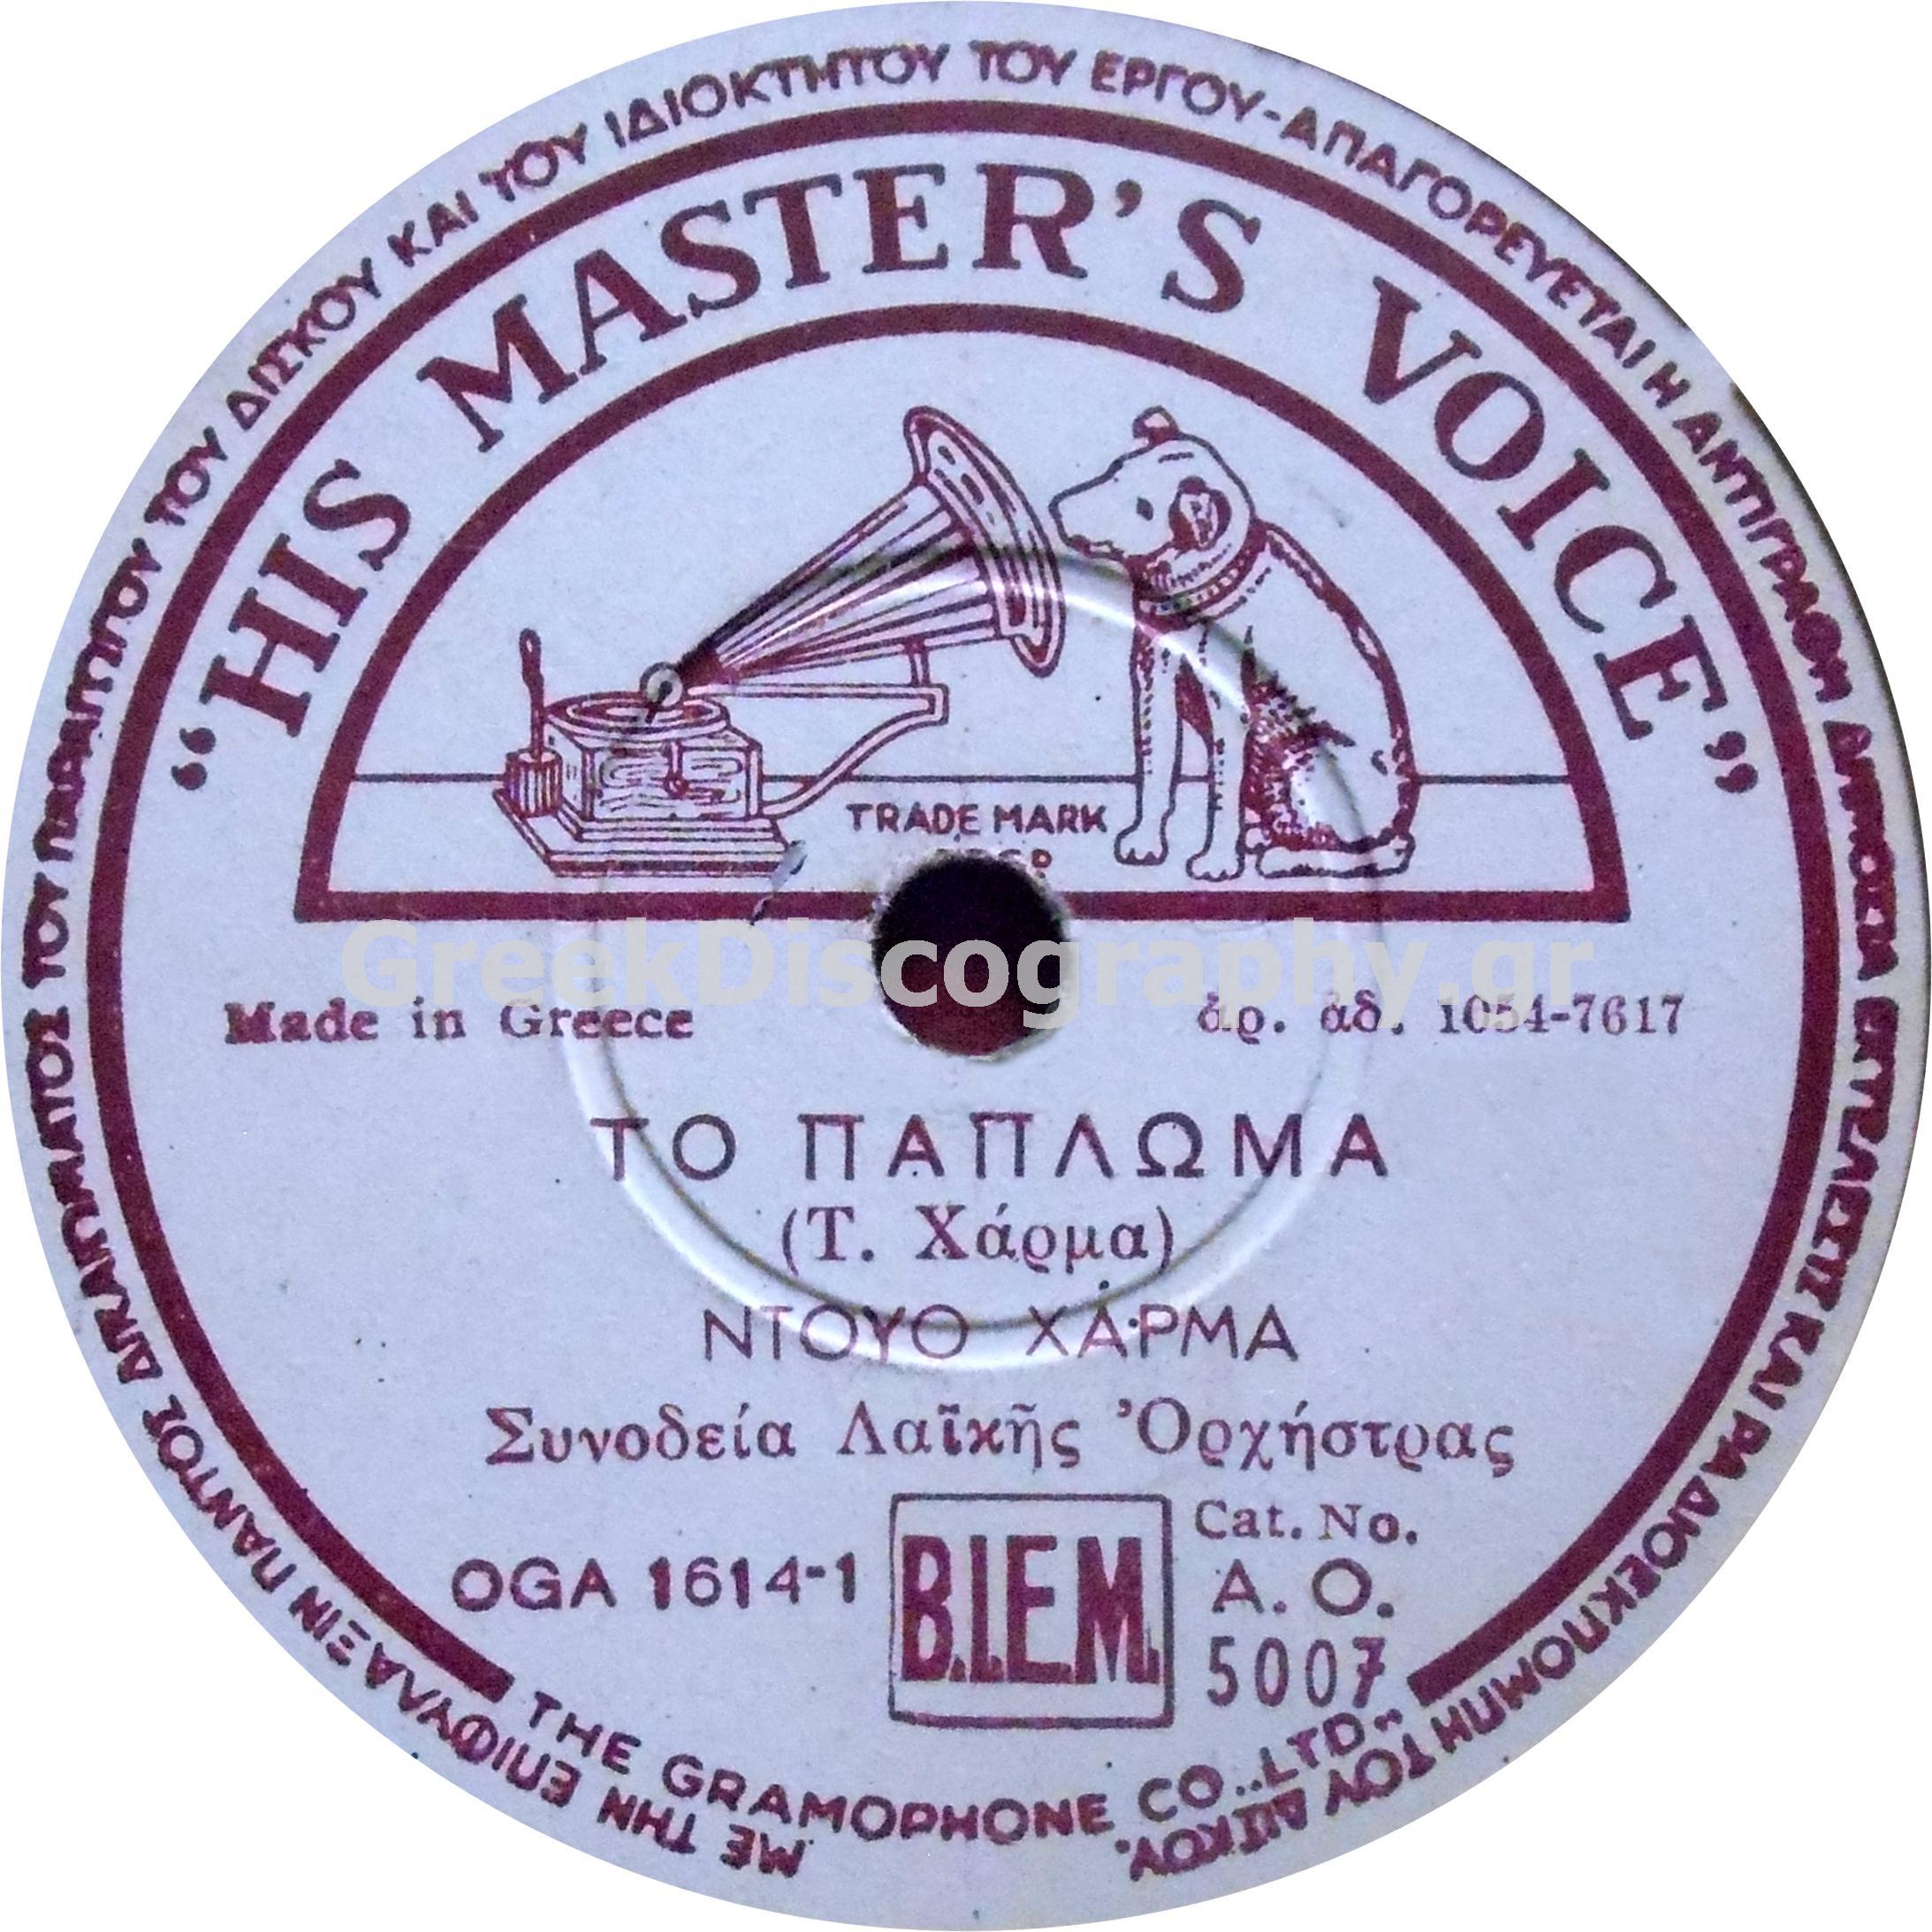 ΜΕ ΤΗΝ ΕΠΙΦΥΛΑΞΙΝ ΠΑΝΤΟΣ ΔΙΚΑΙΩΜΑΤΟΣ ΤΟΥ ΠΑΡΑΓΩΓΟΥ ΤΟΥ ΔΙΣΚΟΥ ΚΑΙ ΤΟΥ ΙΔΙΟΚΤΗΤΟΥ ΤΟΥ ΕΡΓΟΥ-ΑΠΑΓΟΡΕΥΕΤΑΙ Η ΑΝΤΙΓΡΑΦΗ ΔΗΜΟΣΙΑ ΕΚΤΕΛΕΣΙΣ ΚΑΙ ΡΑΔΙΟΕΚΠΟΜΠΗ ΤΟΥ ΔΙΣΚΟΥ ΑΥΤΟΥ
“HIS MASTER’S VOICE”
TRADE MARK
GreekDiscography.gr
Made in Greece ἀρ. ἀδ. 1054-7617
ΤΟ ΠΑΠΛΩΜΑ
(Τ. Χάρμα)
ΝΤΟΥΟ ΧΑΡΜΑ
Συνοδεία Λαϊκῆς Ὀρχήστρας
OGA 1614-1 B.I.E.M. Cat. No.
A. O.
5007
THE GRAMOPHONE CO., LTD.,